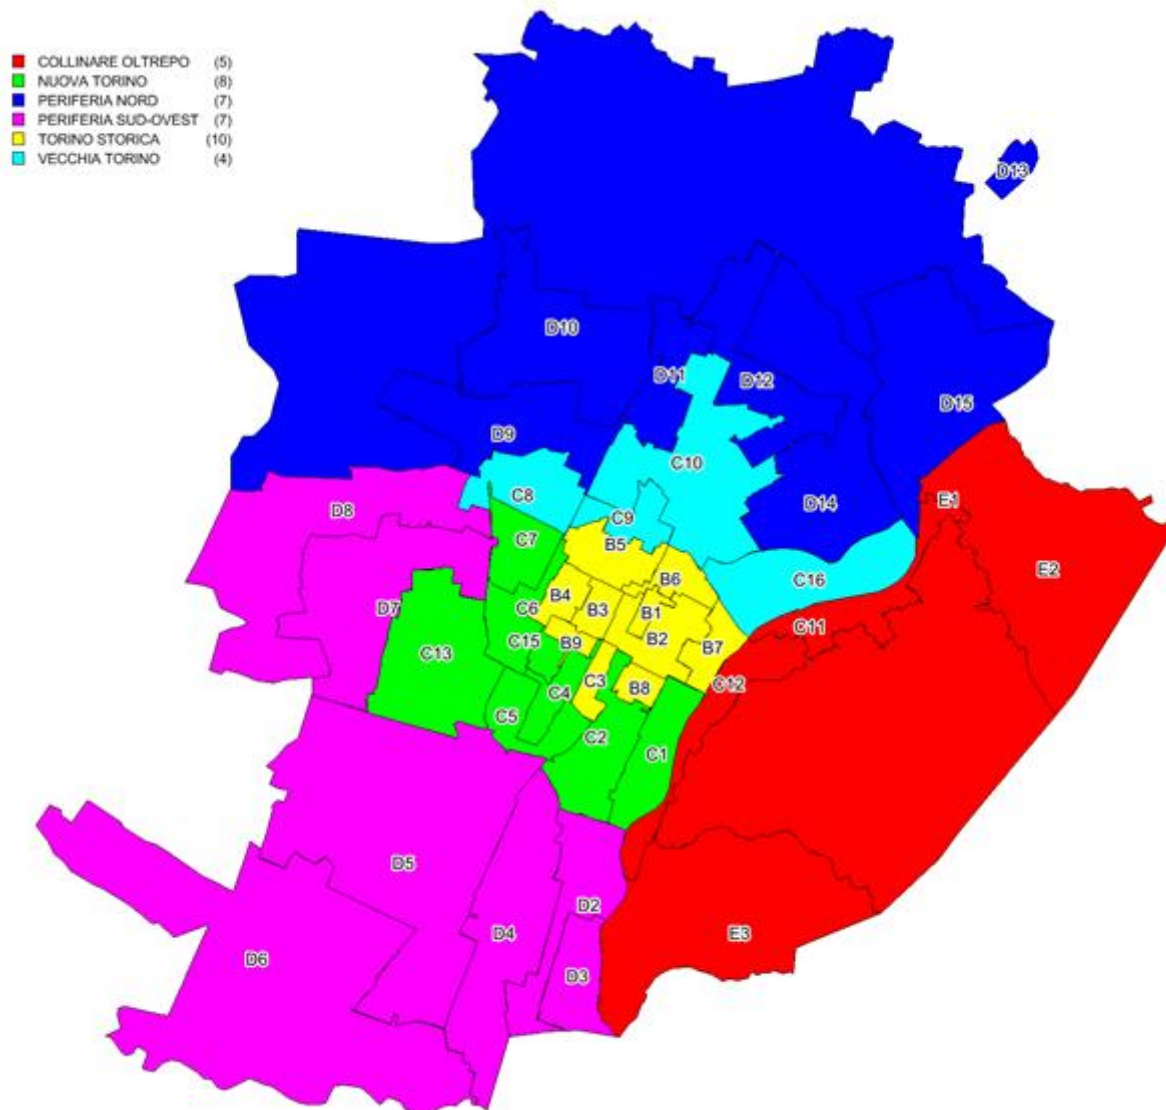 COLLINARE OLTREPO (5)
NUOVA TORINO (8)
PERIFERIA NORD (7)
PERIFERIA SUD-OVEST (7)
TORINO STORICA (10)
VECCHIA TORINO (4)
D13
D10
D11
D12
D15
D9
C10
C8
D8
D14
E1
C9
C7
B5
E2
B6
C16
B4
D7
C6
B3
B1
C11
B2
C15
B9
B7
C13
C3
C12
C4
B8
C5
C2
C1
D5
D2
D4
E3
D6
D3